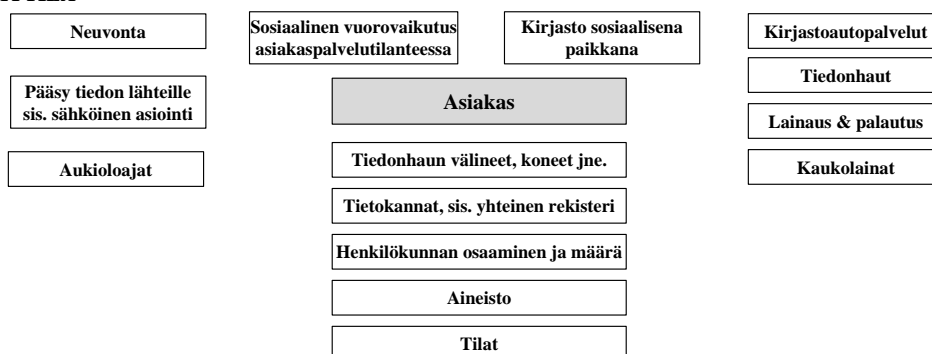 Neuvonta
Sosiaalinen vuorovaikutus
asiakaspalvelutilanteessa
Kirjasto sosiaalisena
paikkana
Kirjastoautopalvelut
Tiedonhaut
Pääsy tiedon lähteille
sis. sähköinen asiointi
Asiakas
Lainaus & palautus
Aukioloajat
Tiedonhaun välineet, koneet jne.
Kaukolainat
Tietokannat, sis. yhteinen rekisteri
Henkilökunnan osaaminen ja määrä
Aineisto
Tilat